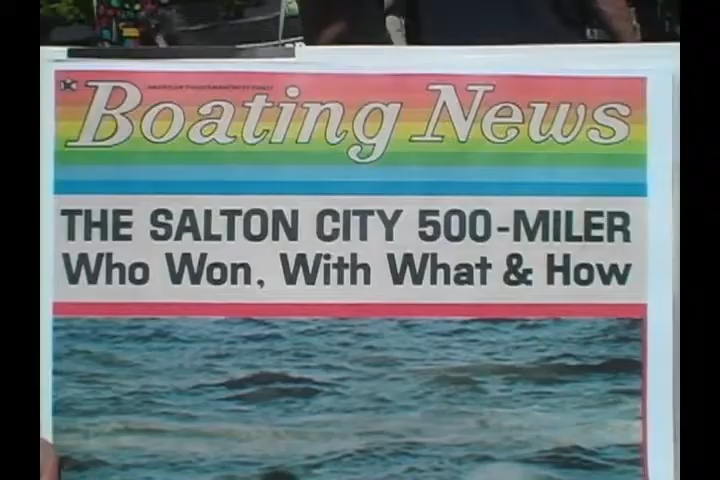 Boating News
THE SALTON CITY 500-MILER
Who Won, With What & How